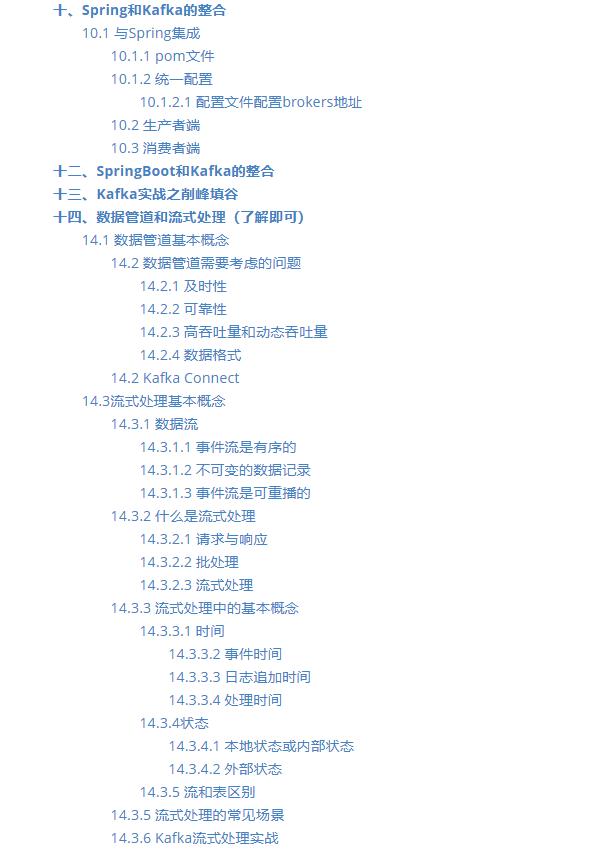 十、Spring和Kafka的整合
10.1 与Spring集成
10.1.1 pom文件
10.1.2 统一配置
10.1.2.1 配置文件配置brokers地址
10.2 生产者端
10.3 消费者端
十二、SpringBoot和Kafka的整合
十三、Kafka实战之削峰填谷
十四、数据管道和流式处理（了解即可）
14.1 数据管道基本概念
14.2 数据管道需要考虑的问题
14.2.1 及时性
14.2.2 可靠性
14.2.3 高吞吐量和动态吞吐量
14.2.4 数据格式
14.2 Kafka Connect
14.3流式处理基本概念
14.3.1 数据流
14.3.1.1 事件流是有序的
14.3.1.2 不可变的数据记录
14.3.1.3 事件流是可重播的
14.3.2 什么是流式处理
14.3.2.1 请求与响应
14.3.2.2 批处理
14.3.2.3 流式处理
14.3.3 流式处理中的基本概念
14.3.3.1 时间
14.3.3.2 事件时间
14.3.3.3 日志追加时间
14.3.3.4 处理时间
14.3.4状态
14.3.4.1 本地状态或内部状态
14.3.4.2 外部状态
14.3.5 流和表区别
14.3.5 流式处理的常见场景
14.3.6 Kafka流式处理实战